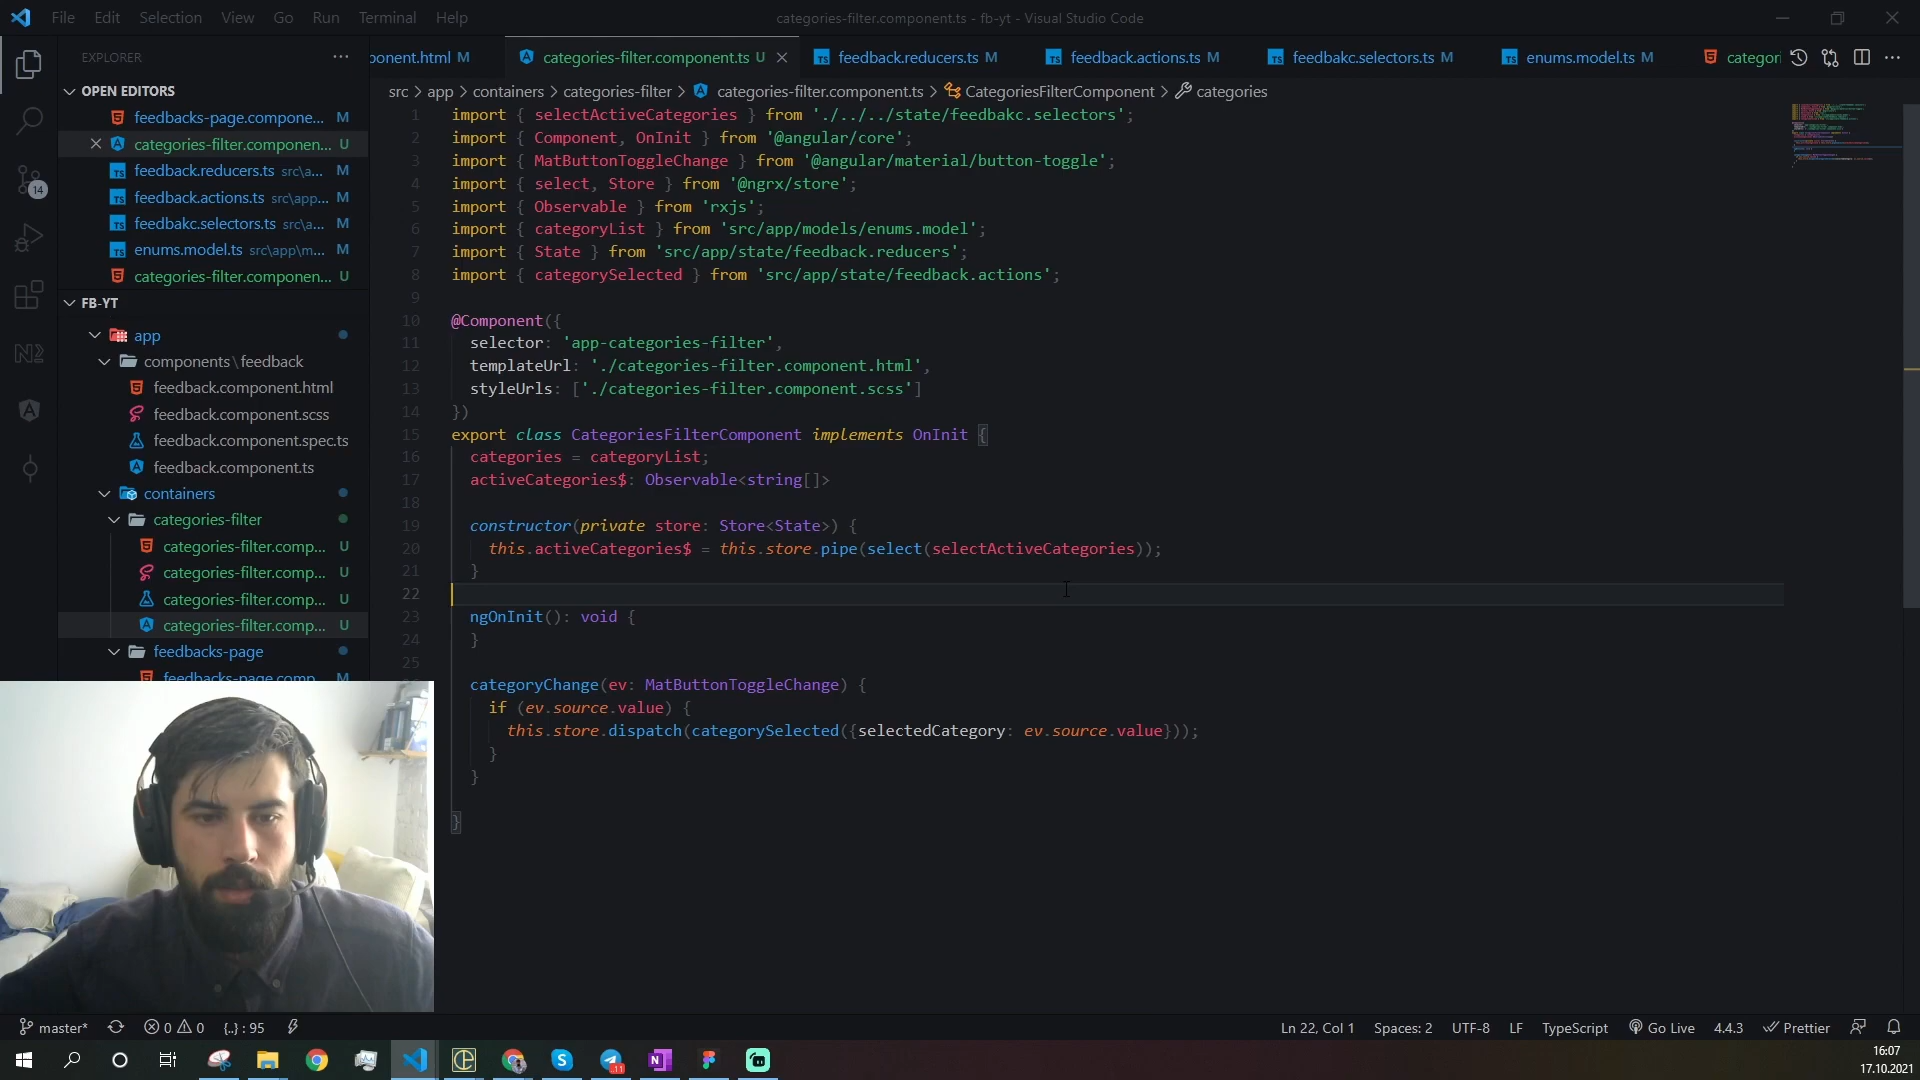 File Edit Selection View Go Run Terminal Help
categories-filter.component.ts - fb-yt - Visual Studio Code
EXPLORER
ponent.html M
categories-filter.component.ts U
feedback.reducers.ts M
feedback.actions.ts M
feedbakc.selectors.ts M
enums.model.ts M
categori
src > app > containers > categories-filter > categories-filter.component.ts > CategoriesFilterComponent > categories
OPEN EDITORS
feedbacks-page.compone... M
categories-filter.componen... U
feedback.reducers.ts src\a... M
feedback.actions.ts src\app... M
feedbakc.selectors.ts src\a... M
enums.model.ts src\app\m... M
categories-filter.componen... U
FB-YT
app
components\feedback
feedback.component.html
feedback.component.scss
feedback.component.spec.ts
feedback.component.ts
containers
categories-filter
categories-filter.comp... U
categories-filter.comp... U
categories-filter.comp... U
categories-filter.comp... U
feedbacks-page
feedbacks-page.comp... M
14
1 import { selectActiveCategories } from './../../state/feedbakc.selectors';
2 import { Component, OnInit } from '@angular/core';
3 import { MatButtonToggleChange } from '@angular/material/button-toggle';
4 import { select, Store } from '@ngrx/store';
5 import { Observable } from 'rxjs';
6 import { categoryList } from 'src/app/models/enums.model';
7 import { State } from 'src/app/state/feedback.reducers';
8 import { categorySelected } from 'src/app/state/feedback.actions';
9
10 @Component({
11 selector: 'app-categories-filter',
12 templateUrl: './categories-filter.component.html',
13 styleUrls: ['./categories-filter.component.scss']
14 })
15 export class CategoriesFilterComponent implements OnInit {
16 categories = categoryList;
17 activeCategories$: Observable<string[]>
18
19 constructor(private store: Store<State>) {
20 this.activeCategories$ = this.store.pipe(select(selectActiveCategories));
21 }
22
23 ngOnInit(): void {
24 }
25
categoryChange(ev: MatButtonToggleChange) {
if (ev.source.value) {
this.store.dispatch(categorySelected({selectedCategory: ev.source.value}));
}
}
}
master* 0 0 {..} : 95
Ln 22, Col 1 Spaces: 2 UTF-8 LF TypeScript Go Live 4.4.3 Prettier
16:07
17.10.2021